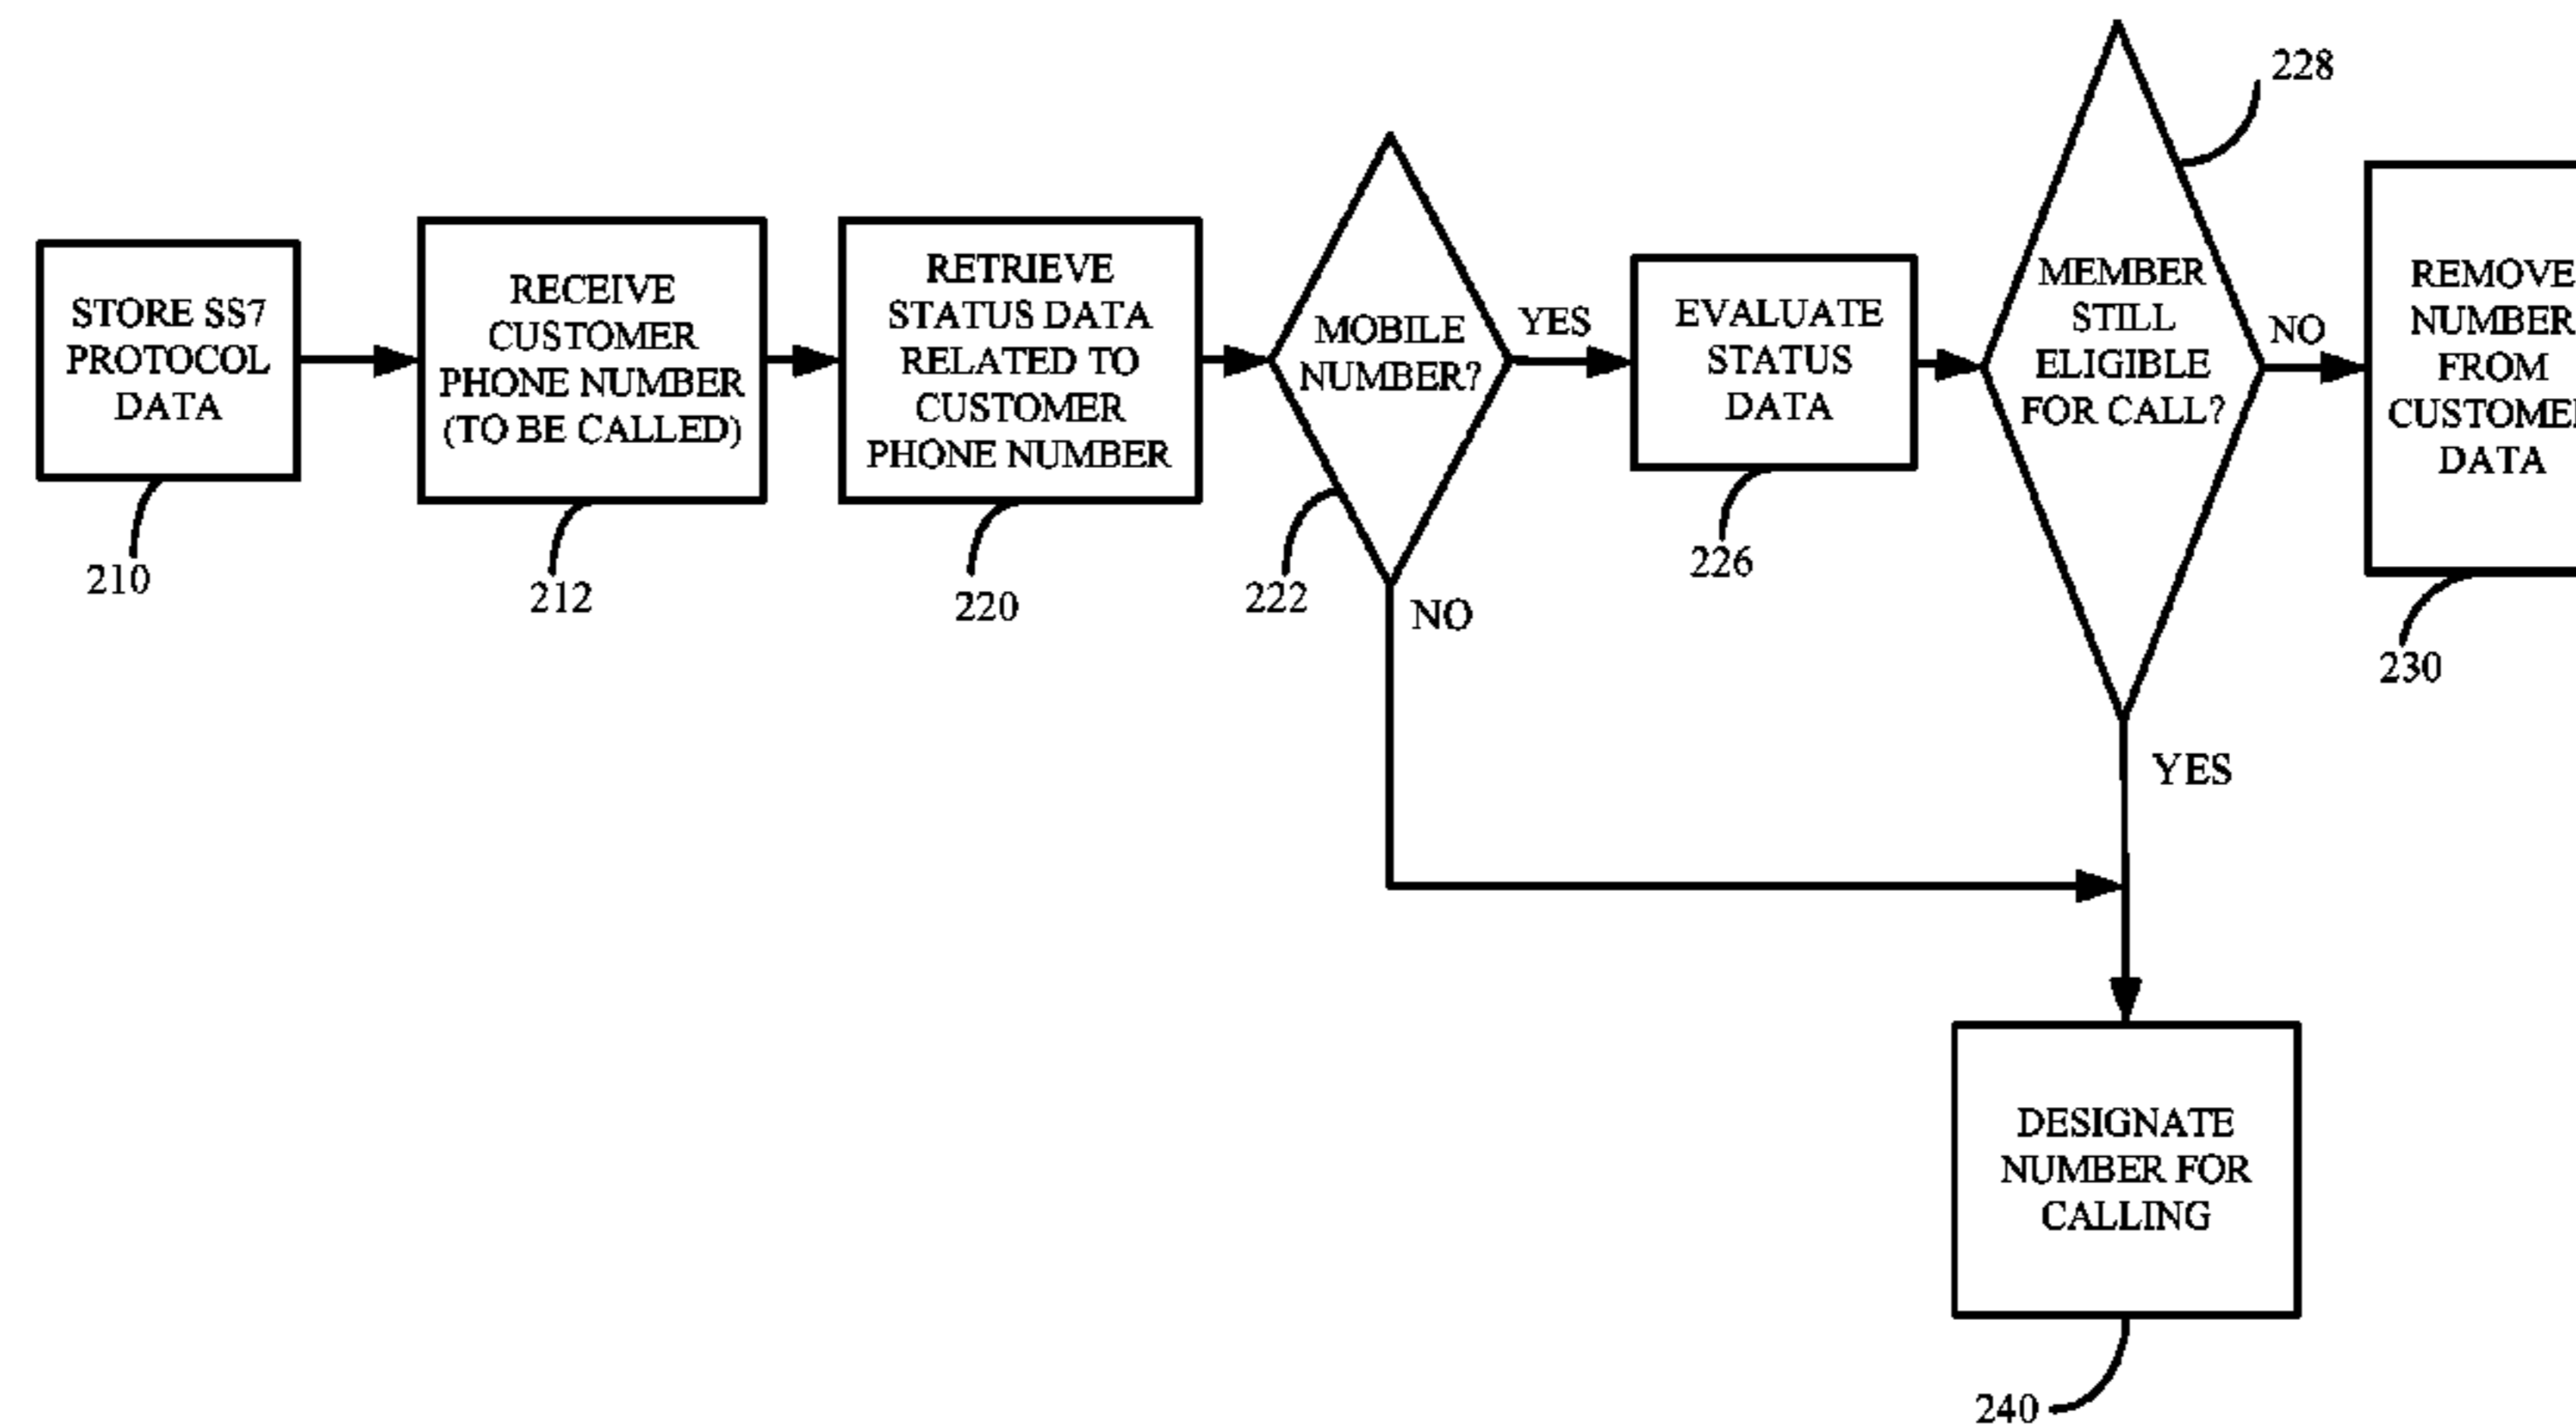 STORE SS7
PROTOCOL
DATA
210
RECEIVE
CUSTOMER
PHONE NUMBER
(TO BE CALLED)
212
RETRIEVE
STATUS DATA
RELATED TO
CUSTOMER
PHONE NUMBER
220
MOBILE
NUMBER?
222
YES
NO
EVALUATE
STATUS
DATA
226
MEMBER
STILL
ELIGIBLE
FOR CALL?
228
NO
YES
REMOVE
NUMBER
FROM
DATA
230
DESIGNATE
NUMBER FOR
CALLING
240